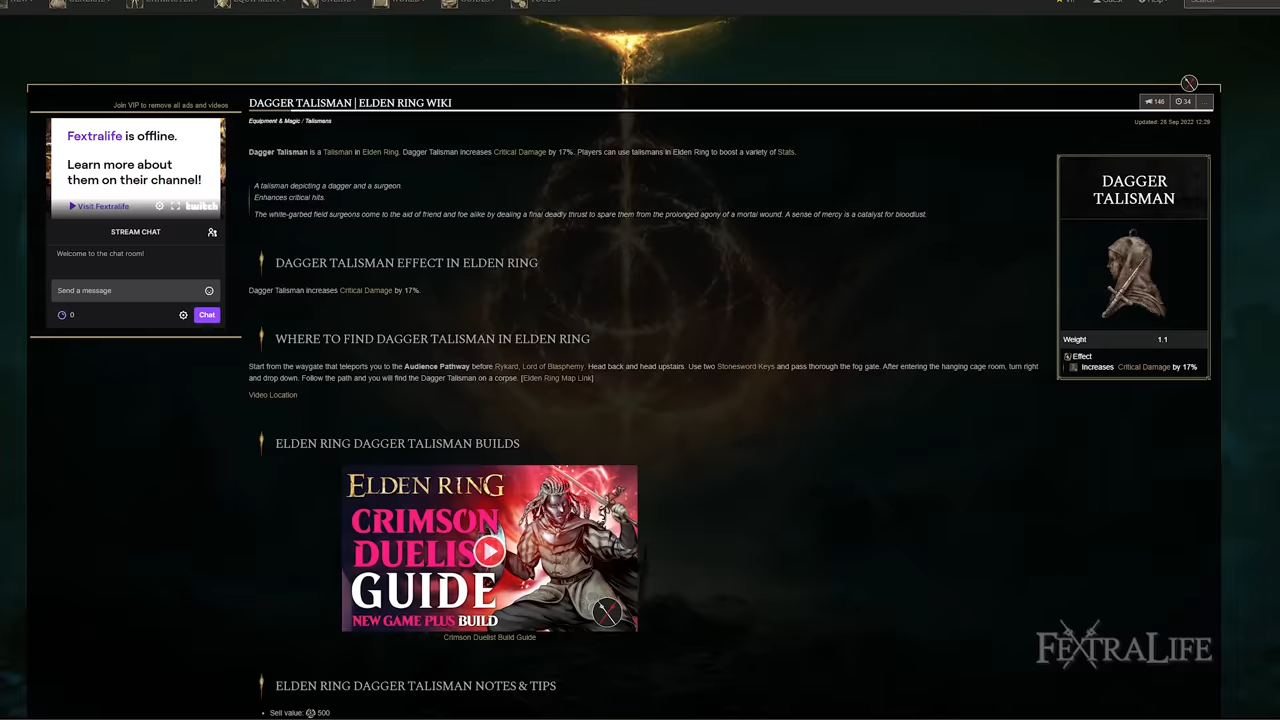 VIP
Guest
Help
Search
Join VIP to remove all ads and videos
Fextralife is offline.
Learn more about
them on their channel!
Visit Fextralife
twitch
STREAM CHAT
Welcome to the chat room!
Send a message
0
Chat
DAGGER TALISMAN | ELDEN RING WIKI
146
34
...
Equipment & Magic / Talismans
Updated: 26 Sep 2022 12:29
Dagger Talisman is a Talisman in Elden Ring. Dagger Talisman increases Critical Damage by 17%. Players can use talismans in Elden Ring to boost a variety of Stats.
A talisman depicting a dagger and a surgeon.
Enhances critical hits.
The white-garbed field surgeons come to the aid of friend and foe alike by dealing a final deadly thrust to spare them from the prolonged agony of a mortal wound. A sense of mercy is a catalyst for bloodlust.
DAGGER TALISMAN EFFECT IN ELDEN RING
Dagger Talisman increases Critical Damage by 17%.
WHERE TO FIND DAGGER TALISMAN IN ELDEN RING
Start from the waygate that teleports you to the Audience Pathway before Rykard, Lord of Blasphemy. Head back and head upstairs. Use two Stonesword Keys and pass thorough the fog gate. After entering the hanging cage room, turn right
and drop down. Follow the path and you will find the Dagger Talisman on a corpse. [Elden Ring Map Link]
Video Location
ELDEN RING DAGGER TALISMAN BUILDS
ELDEN RING
CRIMSON
DUELIST
GUIDE
NEW GAME PLUS BUILD
Crimson Duelist Build Guide
ELDEN RING DAGGER TALISMAN NOTES & TIPS
• Sell value: 500
DAGGER
TALISMAN
Weight 1.1
Effect
Increases Critical Damage by 17%
FEXTRALIFE